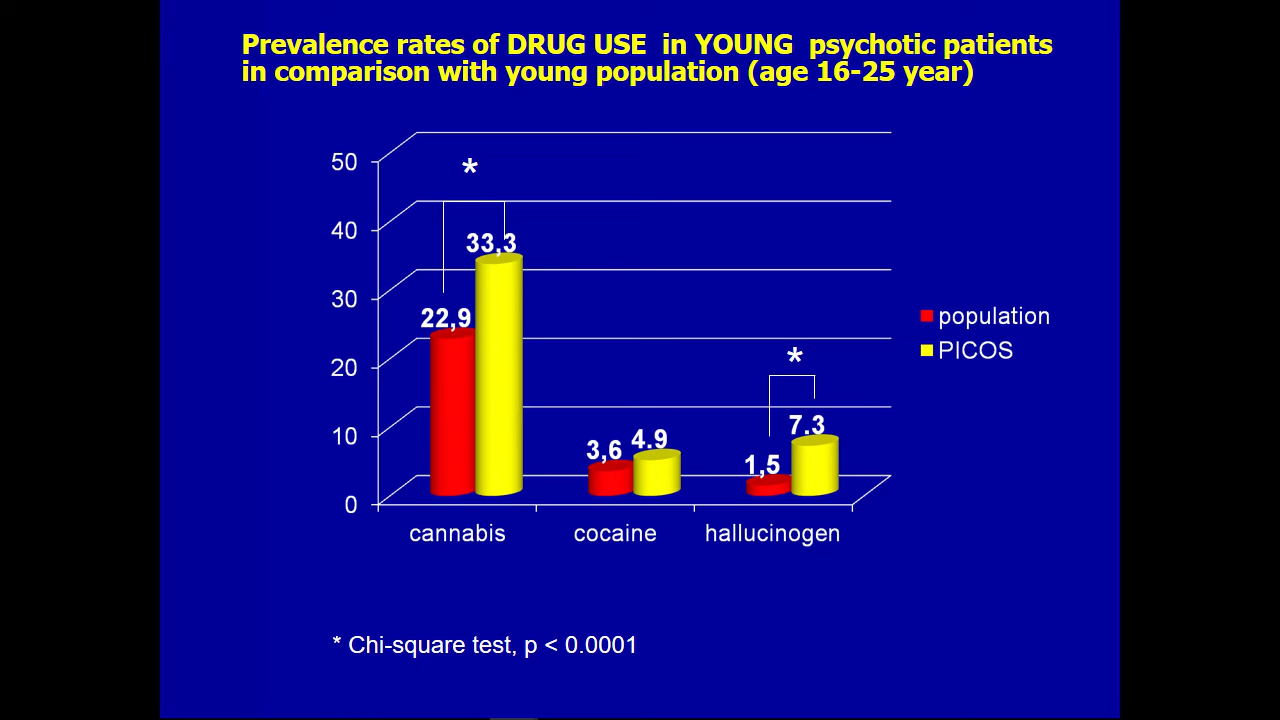 Prevalence rates of DRUG USE in YOUNG psychotic patients
in comparison with young population (age 16-25 year)
50
*
40
33,3
30
22,9
population
PICOS
20
*
10
7.3
3,6
4.9
1,5
0
cannabis
cocaine
hallucinogen
* Chi-square test, p < 0.0001